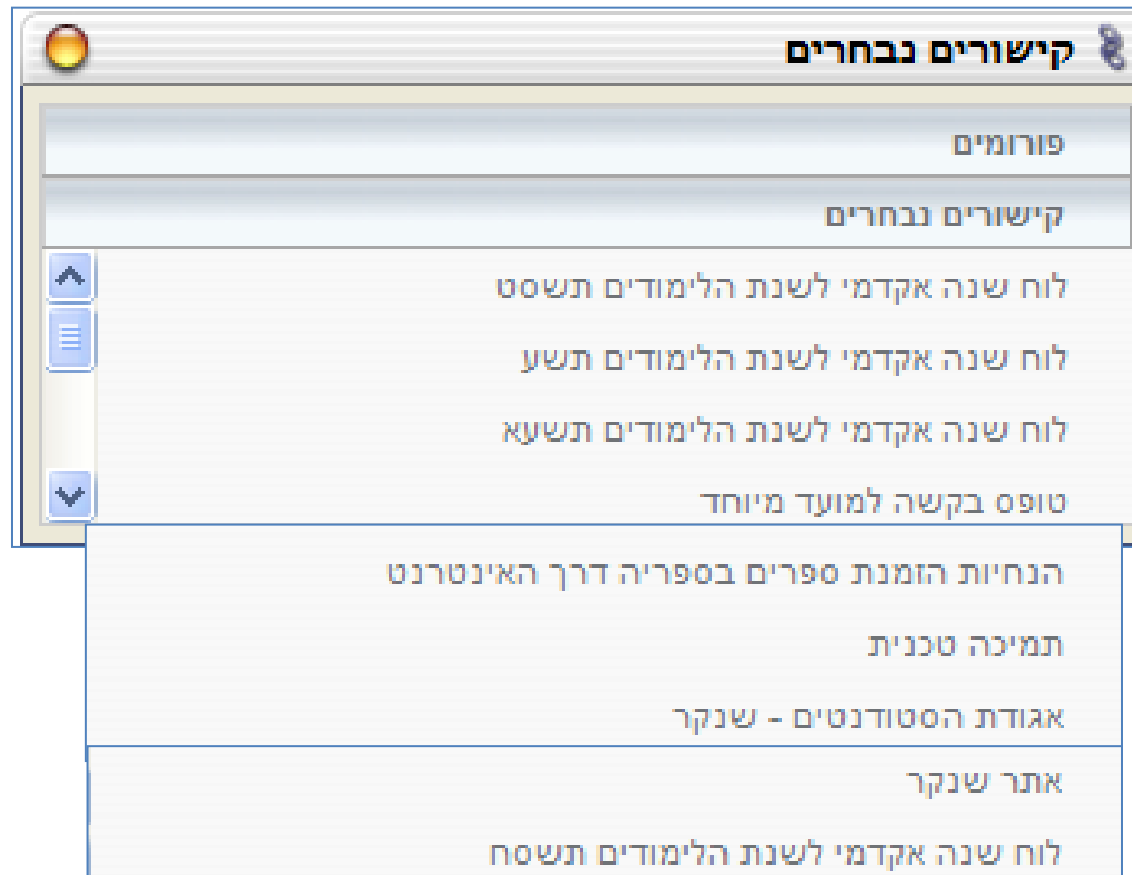 קישורים נבחרים
פורומים
קישורים נבחרים
לוח שנה אקדמי לשנת הלימודים תשסט
לוח שנה אקדמי לשנת הלימודים תשע
לוח שנה אקדמי לשנת הלימודים תשעא
טופס בקשה למועד מיוחד
הנחיות הזמנת ספרים בספריה דרך האינטרנט
תמיכה טכנית
אגודת הסטודנטים - שנקר
אתר שנקר
לוח שנה אקדמי לשנת הלימודים תשסח